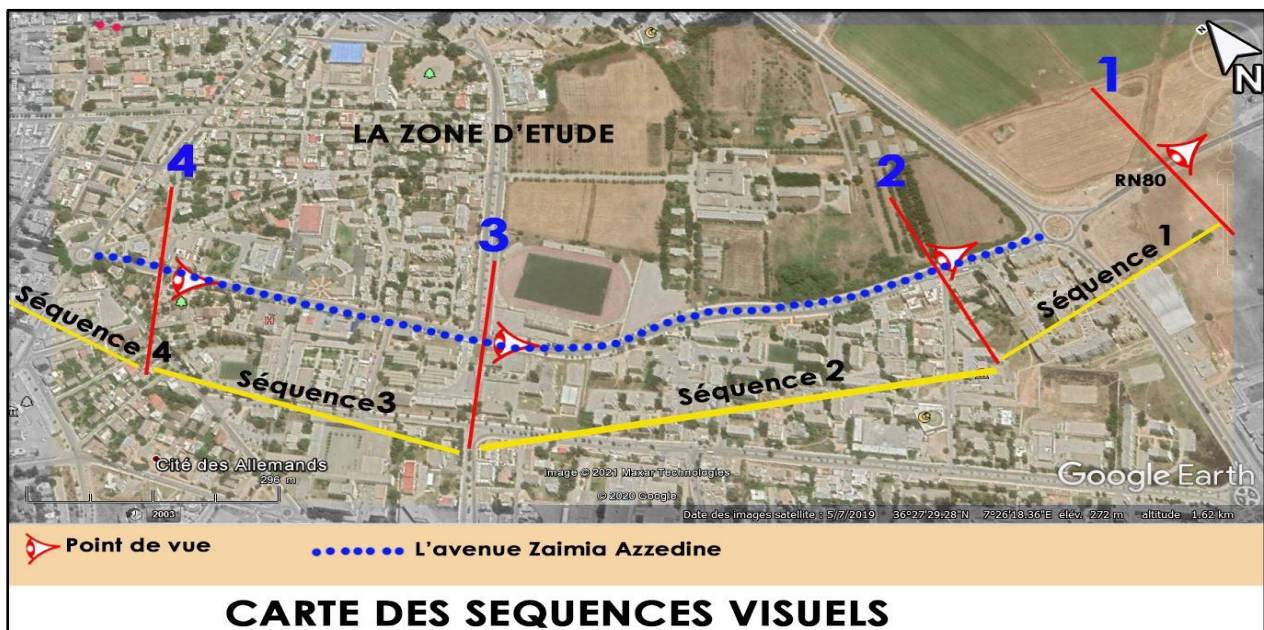 1
N
N
LA ZONE D'ETUDE
4
2
RN80
3
Séquence 1
Séquence 4
Séquence 3
Séquence 2
H
Cité des Allemands
296 m
Image © 2021 Maxar Technologies
© 2020 Google
Google Earth
2003
Date des images satellite : 5/7/2019 36°27'29.28"N 7°26'18.36"E élév. 272 m altitude 1.62 km
Point de vue
L'avenue Zaimia Azzedine
CARTE DES SEQUENCES VISUELS